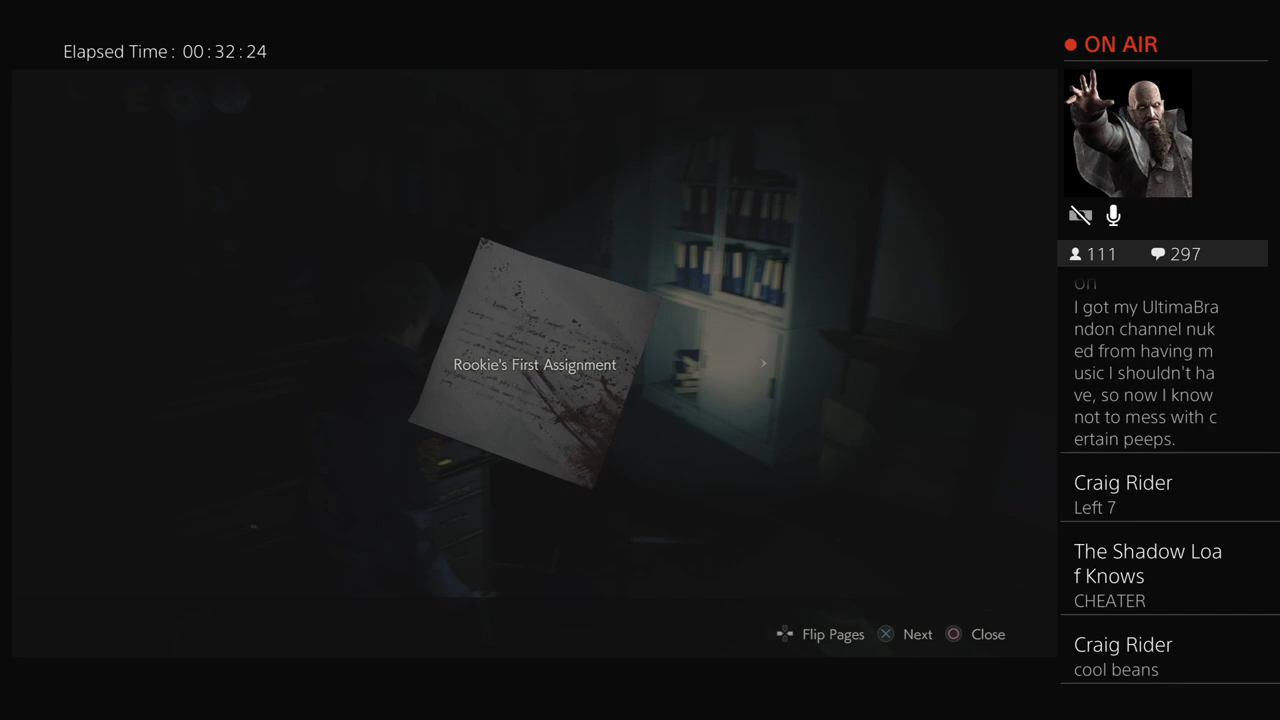 Elapsed Time: 00:32:24
ON AIR
111 297
on
I got my UltimaBra
ndon channel nuk
ed from having m
usic I shouldn't ha
ve, so now I know
not to mess with c
ertain peeps.
Craig Rider
Left 7
The Shadow Loa
f Knows
CHEATER
Craig Rider
cool beans
Rookie's First Assignment
Flip Pages Next Close